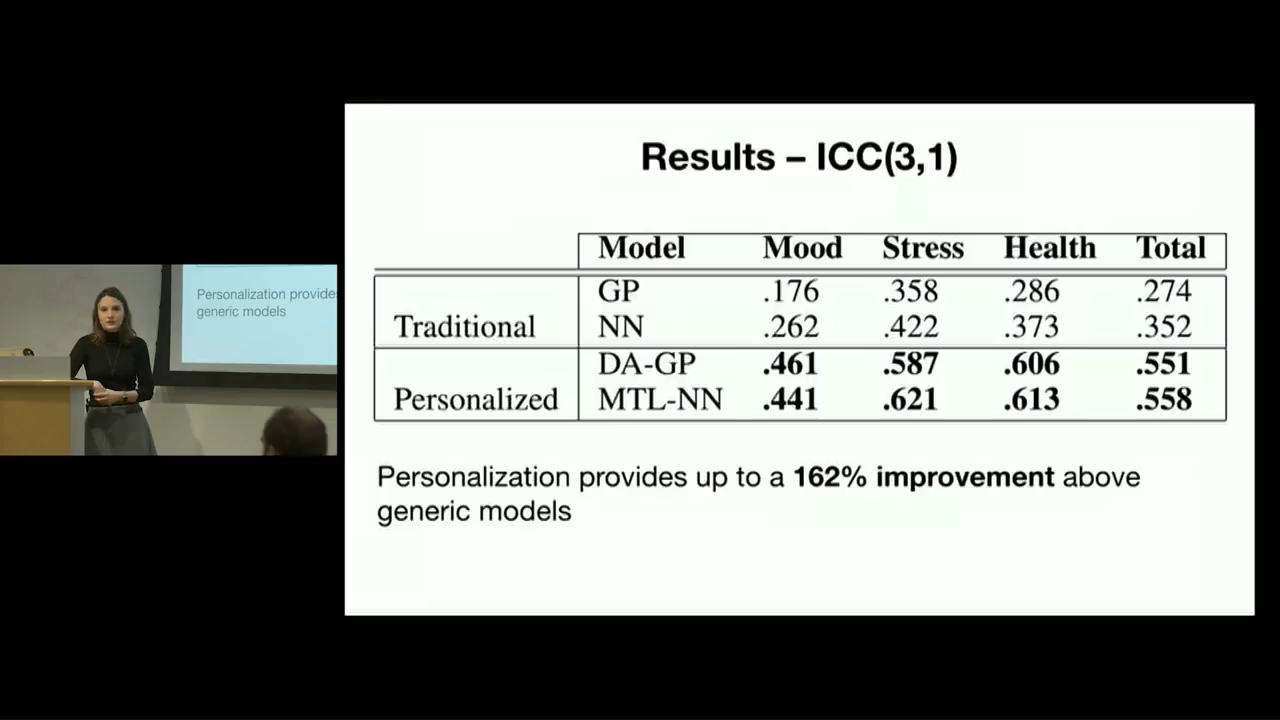 Results – ICC(3,1)
Model Mood Stress Health Total
GP .176 .358 .286 .274
Traditional NN .262 .422 .373 .352
DA-GP .461 .587 .606 .551
Personalized MTL-NN .441 .621 .613 .558
Personalization provides up to a 162% improvement above
generic models
Personalization provide
generic models